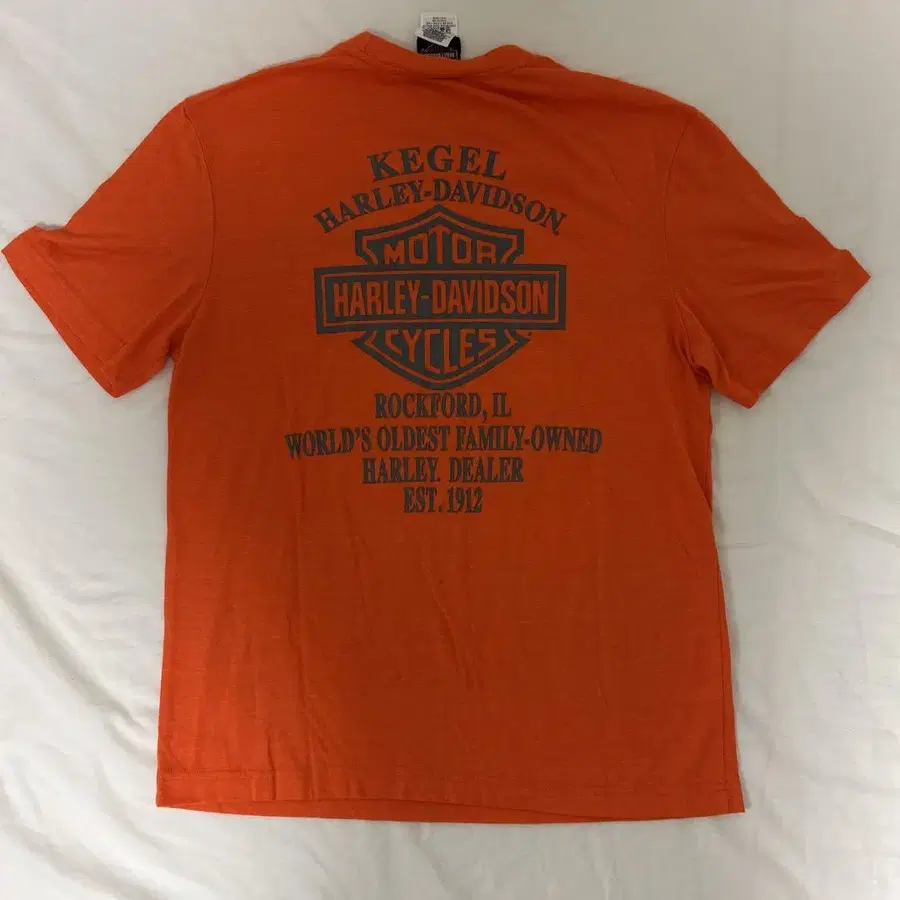 KEGEL
HARLEY-DAVIDSON
MOTOR
HARLEY-DAVIDSON
CYCLES
ROCKFORD, IL
WORLD'S OLDEST FAMILY-OWNED
HARLEY. DEALER
EST. 1912